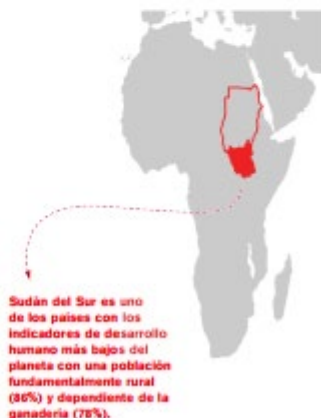 Sudán del Sur es uno
de los países con los
indicadores de desarrollo
humano más bajos del
planeta con una población
fundamentalmente rural
(86%) y dependiente de la
ganadería (78%).